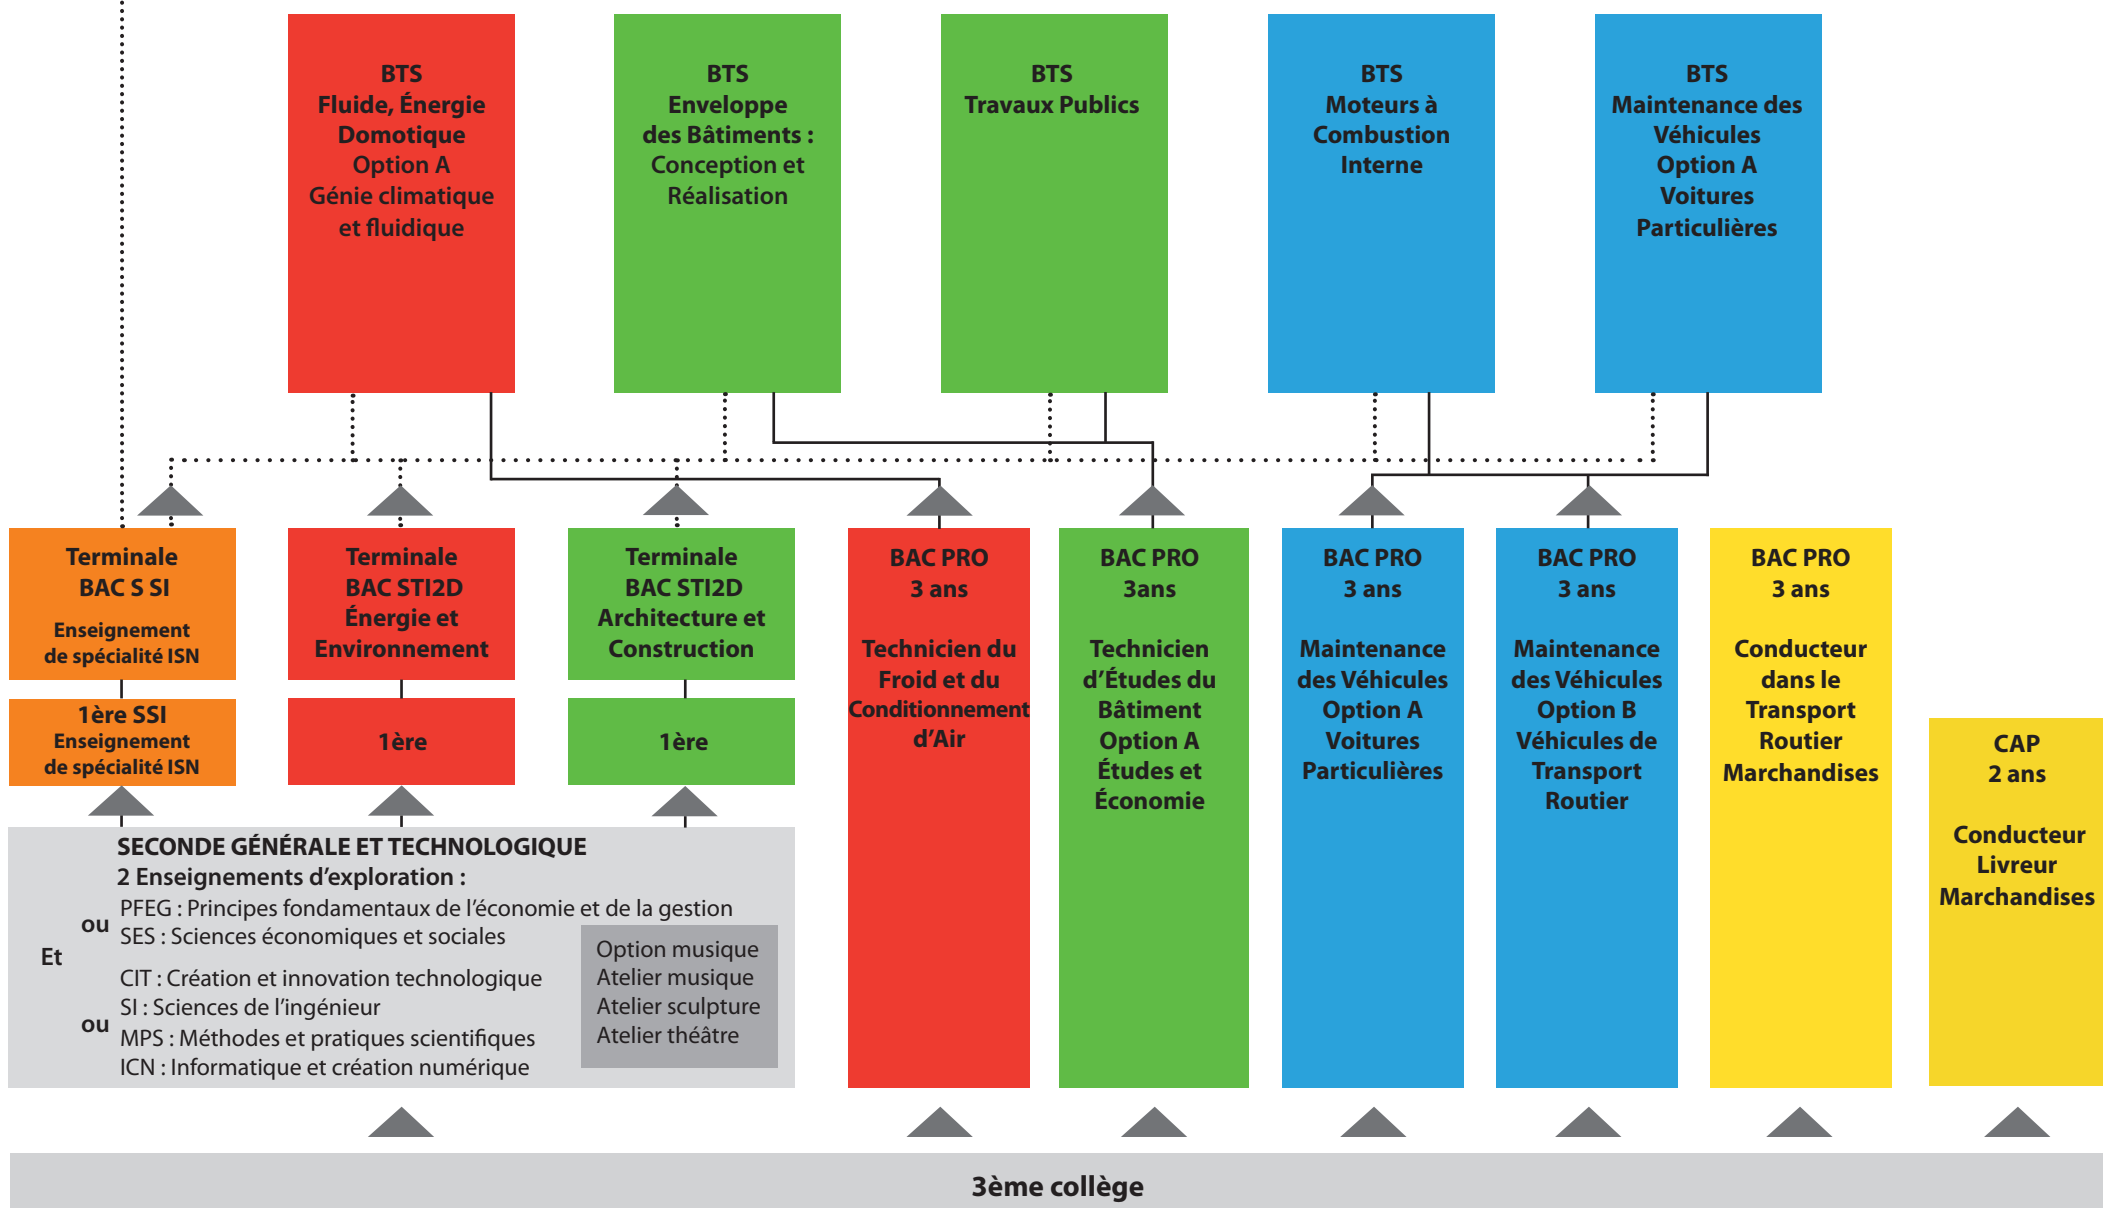 BTS
Fluide, Énergie
Domotique
Option A
Génie climatique
et fluidique
BTS
Enveloppe
des Bâtiments :
Conception et
Réalisation
BTS
Travaux Publics
BTS
Moteurs à
Combustion
Interne
BTS
Maintenance des
Véhicules
Option A
Voitures
Particulières
Terminale
BAC S SI
Enseignement
de spécialité ISN
Terminale
BAC STI2D
Énergie et
Environnement
Terminale
BAC STI2D
Architecture et
Construction
1ère SSI
Enseignement
de spécialité ISN
1ère
1ère
BAC PRO
3 ans
Technicien du
Froid et du
Conditionnement
d'Air
BAC PRO
3ans
Technicien
d'Études du
Bâtiment
Option A
Études et
Économie
BAC PRO
3 ans
Maintenance
des Véhicules
Option A
Voitures
Particulières
BAC PRO
3 ans
Maintenance
des Véhicules
Option B
Véhicules de
Transport
Routier
BAC PRO
3 ans
Conducteur
dans le
Transport
Routier
Marchandises
CAP
2 ans
Conducteur
Livreur
Marchandises
SECONDE GÉNÉRALE ET TECHNOLOGIQUE
2 Enseignements d'exploration :
PFEG : Principes fondamentaux de l'économie et de la gestion
ou
SES : Sciences économiques et sociales
Et
CIT : Création et innovation technologique
SI : Sciences de l'ingénieur
ou
MPS : Méthodes et pratiques scientifiques
ICN : Informatique et création numérique
Option musique
Atelier musique
Atelier sculpture
Atelier théâtre
3ème collège